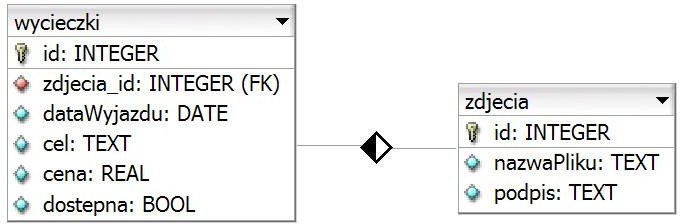 wycieczki
id: INTEGER
zdjecia_id: INTEGER (FK)
dataWyjazdu: DATE
cel: TEXT
cena: REAL
dostepna: BOOL
zdjecia
id: INTEGER
nazwaPliku: TEXT
podpis: TEXT